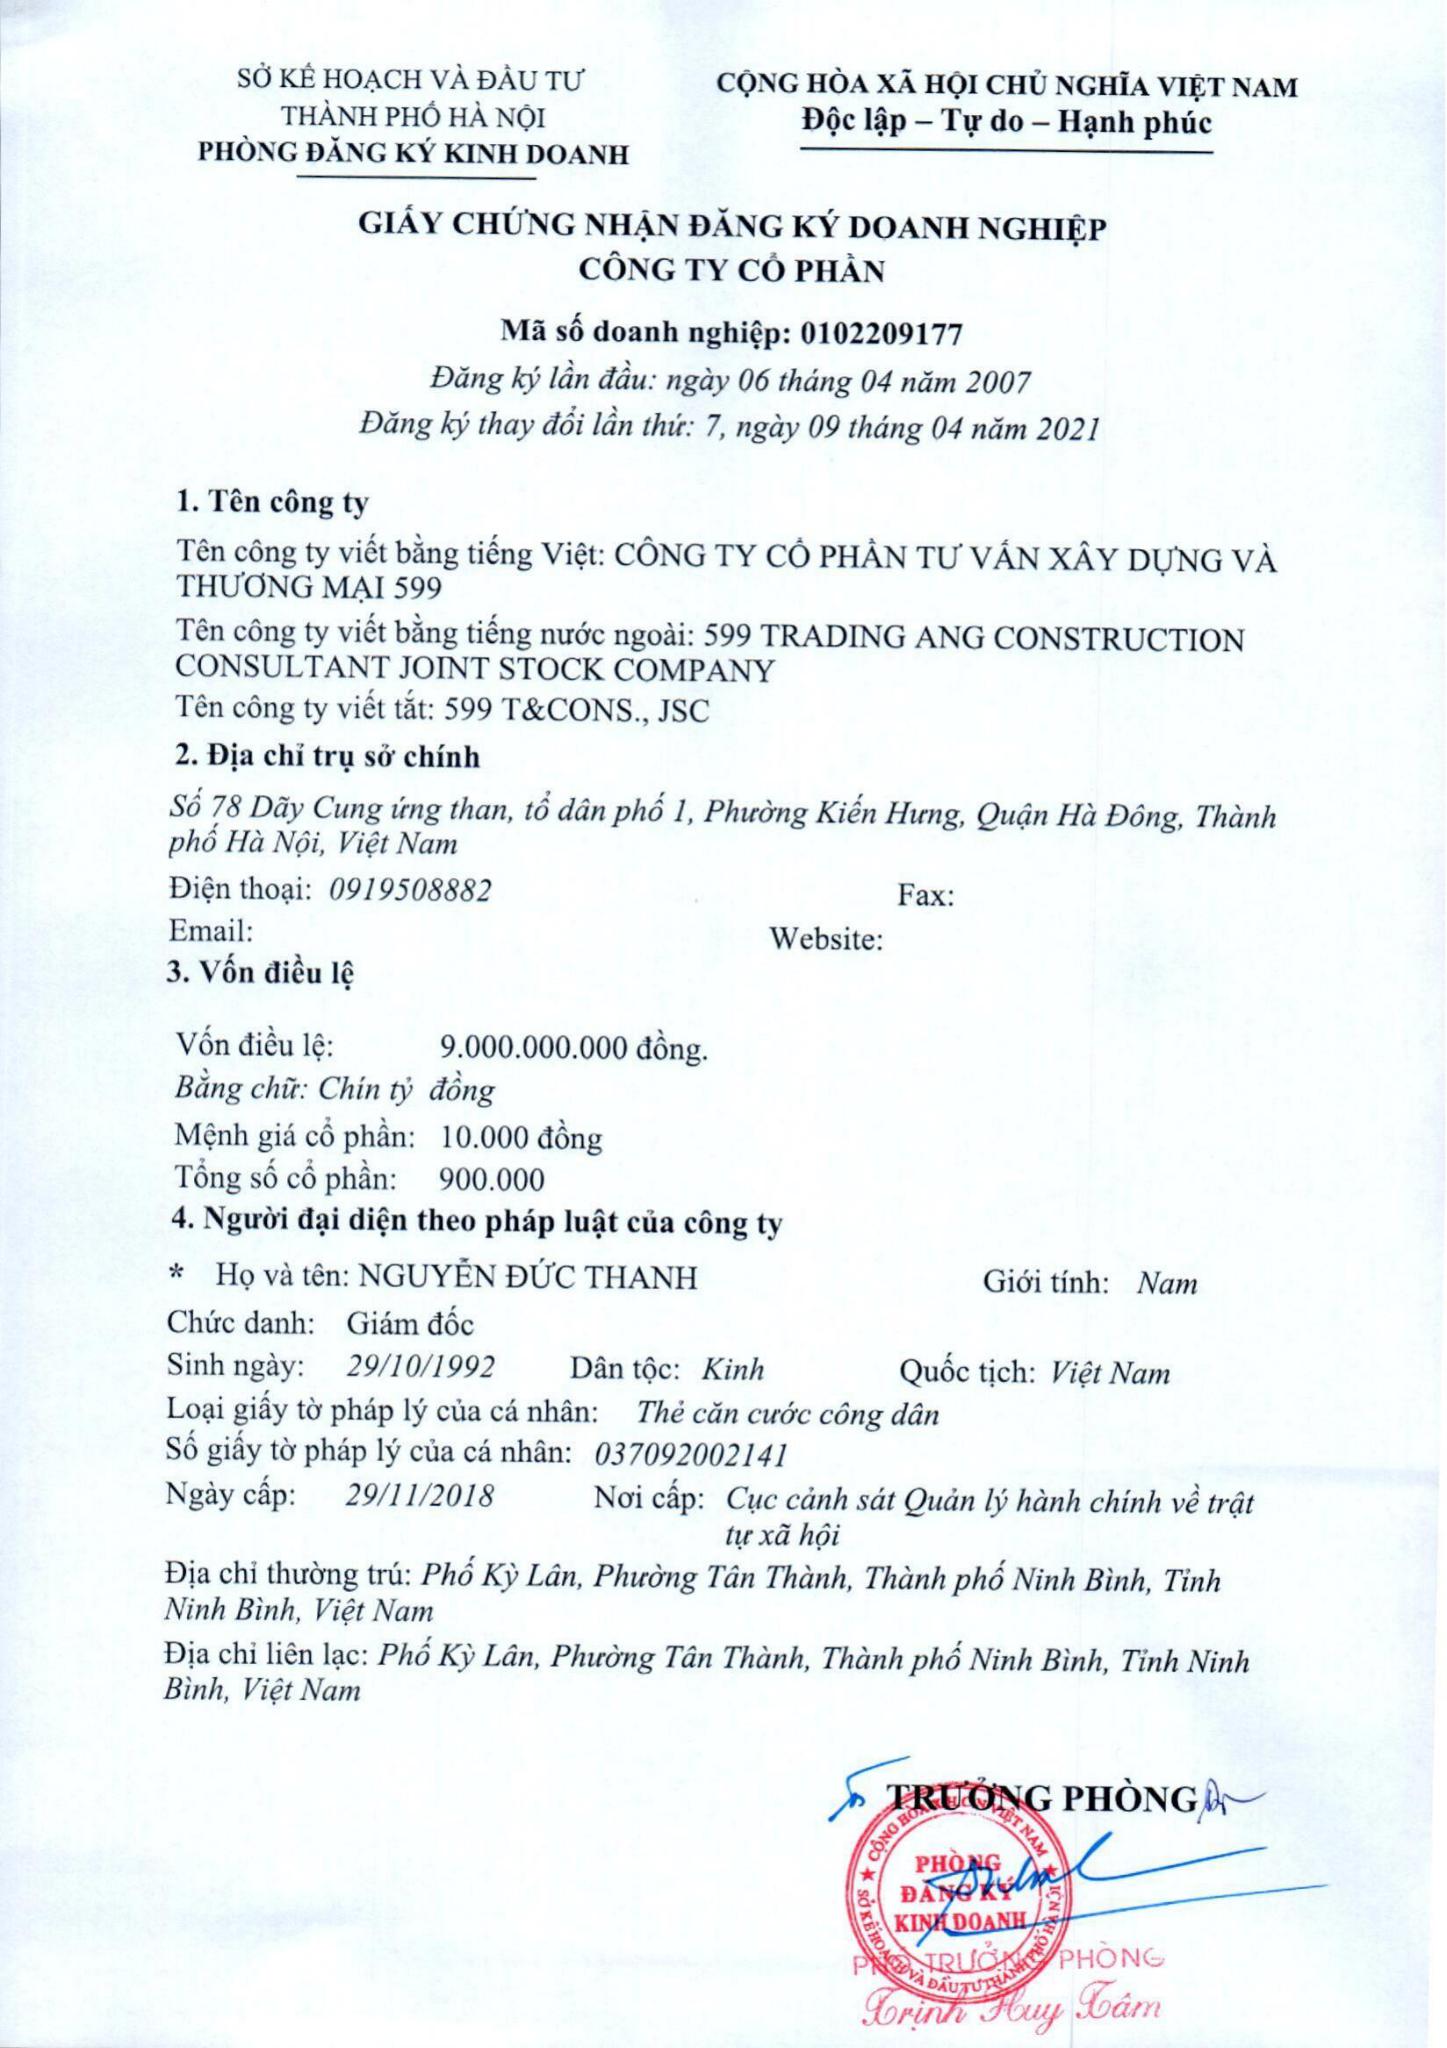 SỞ KẾ HOẠCH VÀ ĐẦU TƯ
THÀNH PHỐ HÀ NỘI
PHÒNG ĐĂNG KÝ KINH DOANH
CỘNG HÒA XÃ HỘI CHỦ NGHĨA VIỆT NAM
Độc lập – Tự do – Hạnh phúc
GIẤY CHỨNG NHẬN ĐĂNG KÝ DOANH NGHIỆP
CÔNG TY CỔ PHẦN
Mã số doanh nghiệp: 0102209177
Đăng ký lần đầu: ngày 06 tháng 04 năm 2007
Đăng ký thay đổi lần thứ: 7, ngày 09 tháng 04 năm 2021
1. Tên công ty
Tên công ty viết bằng tiếng Việt: CÔNG TY CỔ PHẦN TƯ VẤN XÂY DỰNG VÀ
THƯƠNG MẠI 599
Tên công ty viết bằng tiếng nước ngoài: 599 TRADING ANG CONSTRUCTION
CONSULTANT JOINT STOCK COMPANY
Tên công ty viết tắt: 599 T&CONS., JSC
2. Địa chỉ trụ sở chính
Số 78 Dãy Cung ứng than, tổ dân phố 1, Phường Kiến Hưng, Quận Hà Đông, Thành
phố Hà Nội, Việt Nam
Điện thoại: 0919508882 Fax:
Email: Website:
3. Vốn điều lệ
Vốn điều lệ: 9.000.000.000 đồng.
Bằng chữ: Chín tỷ đồng
Mệnh giá cổ phần: 10.000 đồng
Tổng số cổ phần: 900.000
4. Người đại diện theo pháp luật của công ty
* Họ và tên: NGUYỄN ĐỨC THANH Giới tính: Nam
Chức danh: Giám đốc
Sinh ngày: 29/10/1992 Dân tộc: Kinh Quốc tịch: Việt Nam
Loại giấy tờ pháp lý của cá nhân: Thẻ căn cước công dân
Số giấy tờ pháp lý của cá nhân: 037092002141
Ngày cấp: 29/11/2018 Nơi cấp: Cục cảnh sát Quản lý hành chính về trật
tự xã hội
Địa chỉ thường trú: Phố Kỳ Lân, Phường Tân Thành, Thành phố Ninh Bình, Tỉnh
Ninh Bình, Việt Nam
Địa chỉ liên lạc: Phố Kỳ Lân, Phường Tân Thành, Thành phố Ninh Bình, Tỉnh Ninh
Bình, Việt Nam
TRƯỞNG PHÒNG
CỘNG HÒA X.H.C.N VIỆT NAM
PHÒNG
ĐĂNG KÝ
KINH DOANH
SỞ KẾ HOẠCH VÀ ĐẦU TƯ THÀNH PHỐ HÀ NỘI
PHÓ TRƯỞNG PHÒNG
Trịnh Huy Tâm